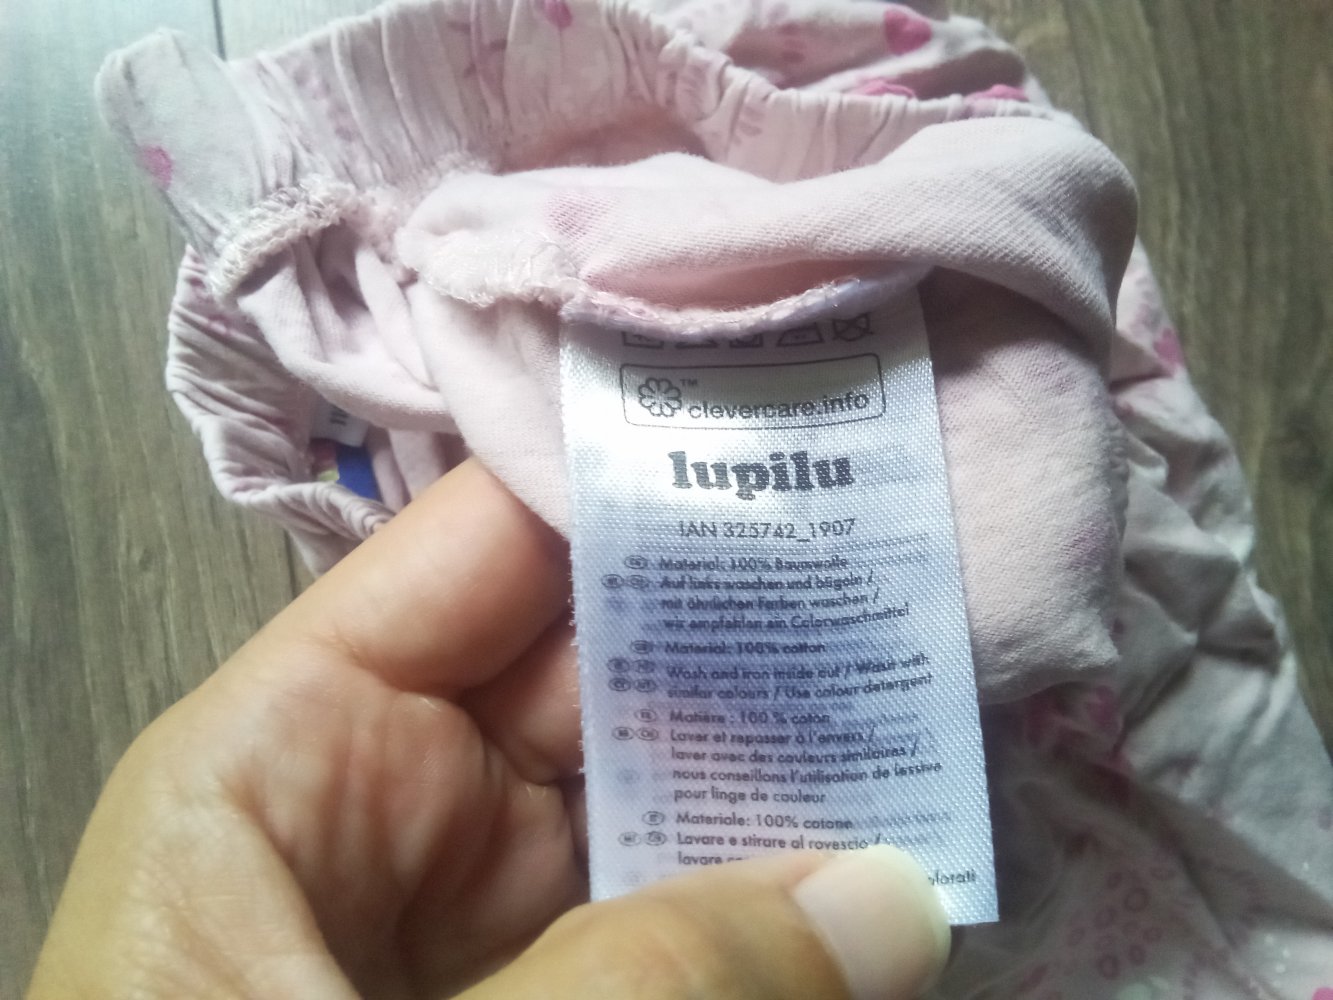 ™
clevercare.info
lupilu
IAN 325742_1907
Material: 100% Baumwolle
Auf links waschen und bügeln /
mit ähnlichen Farben waschen /
wir empfehlen ein Colorwaschmittel
Material: 100% cotton
Wash and iron inside out / Wash with
similar colours / Use colour detergent
Matière : 100 % coton
Laver et repasser à l'envers /
laver avec des couleurs similaires /
nous conseillons l'utilisation de lessive
pour linge de couleur
Materiale: 100% cotone
Lavare e stirare al rovescio /
lavare